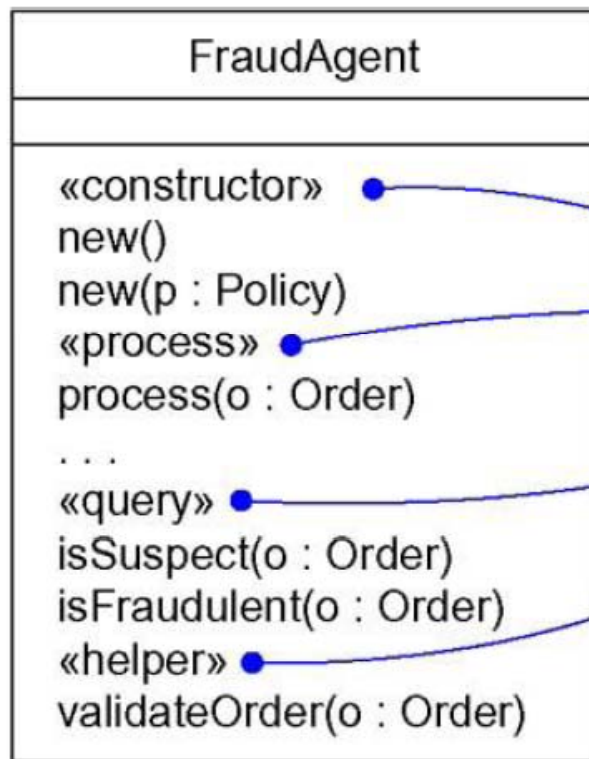 FraudAgent
«constructor»
new()
new(p : Policy)
«process»
process(o : Order)
. . .
«query»
isSuspect(o : Order)
isFraudulent(o : Order)
«helper»
validateOrder(o : Order)